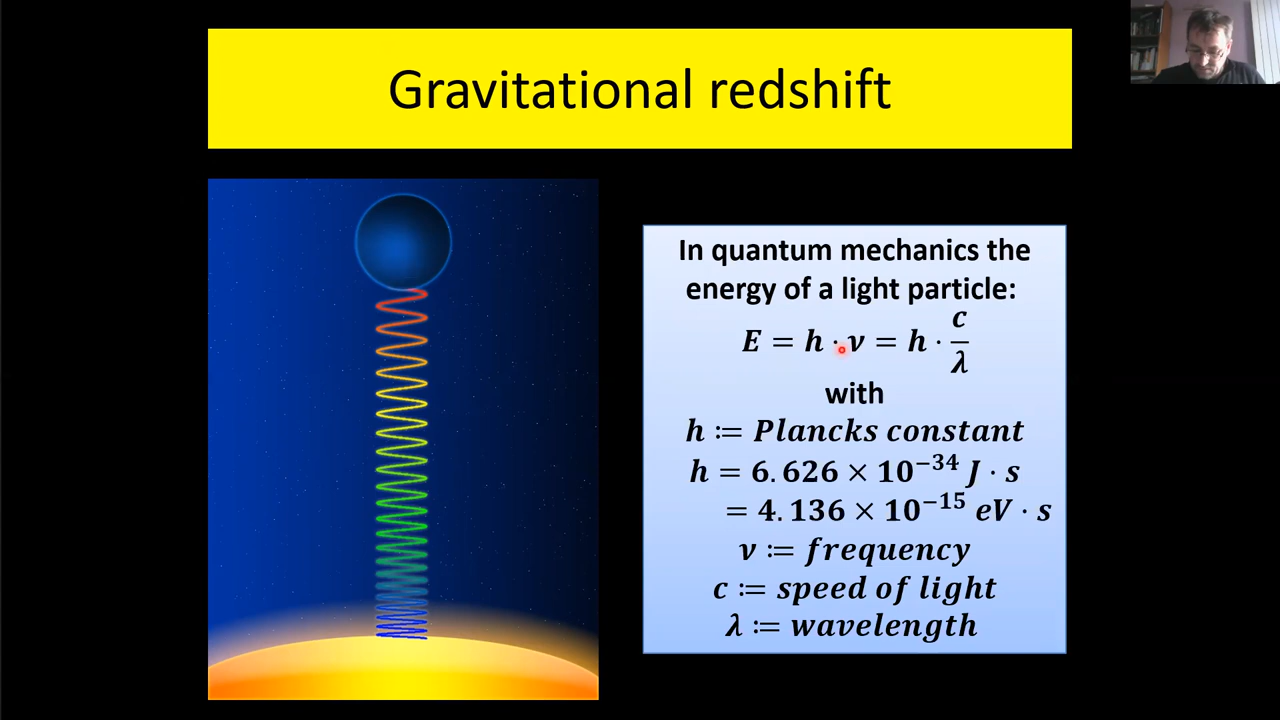 Gravitational redshift
In quantum mechanics the
energy of a light particle:
E = h · ν = h · c/λ
with
h ≔ Plancks constant
h = 6.626 × 10⁻³⁴ J · s
= 4.136 × 10⁻¹⁵ eV · s
ν ≔ frequency
c ≔ speed of light
λ ≔ wavelength